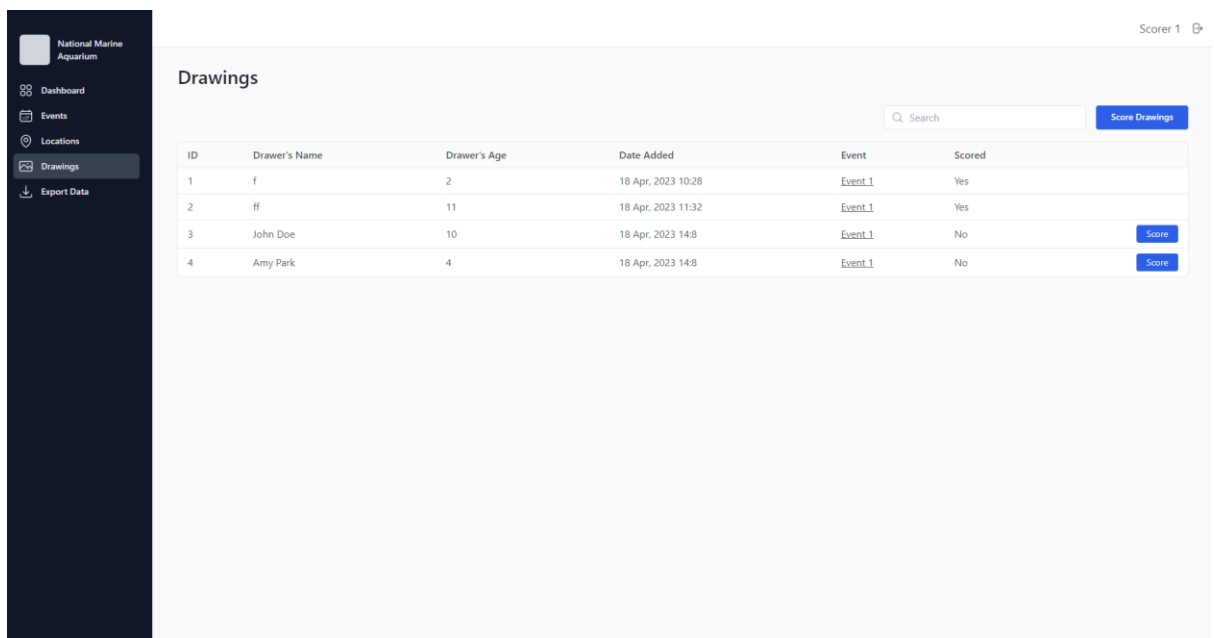 National Marine
Aquarium
Dashboard
Events
Locations
Drawings
Export Data
Scorer 1
Drawings
Search
Score Drawings
ID Drawer's Name Drawer's Age Date Added Event Scored
1 f 2 18 Apr, 2023 10:28 Event 1 Yes
2 ff 11 18 Apr, 2023 11:32 Event 1 Yes
3 John Doe 10 18 Apr, 2023 14:8 Event 1 No Score
4 Amy Park 4 18 Apr, 2023 14:8 Event 1 No Score